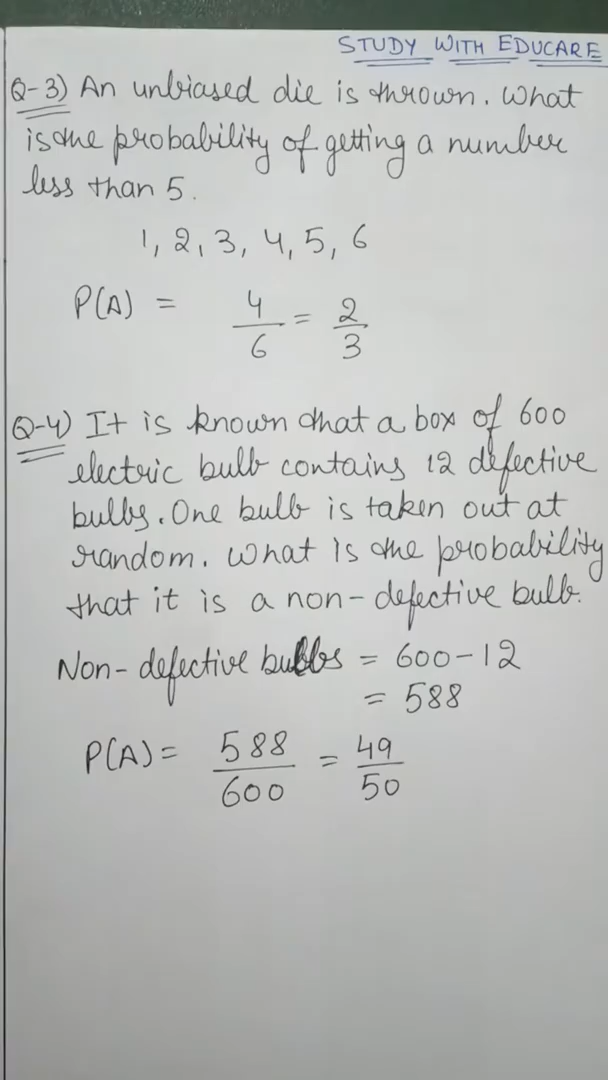 STUDY WITH EDUCARE
Q-3) An unbiased die is thrown. What
is the probability of getting a number
less than 5.
1, 2, 3, 4, 5, 6
P(A) = 4/6 = 2/3
Q-4) It is known that a box of 600
electric bulb contains 12 defective
bulbs. One bulb is taken out at
random. What is the probability
that it is a non-defective bulb.
Non-defective bulbs = 600-12
= 588
P(A) = 588/600 = 49/50